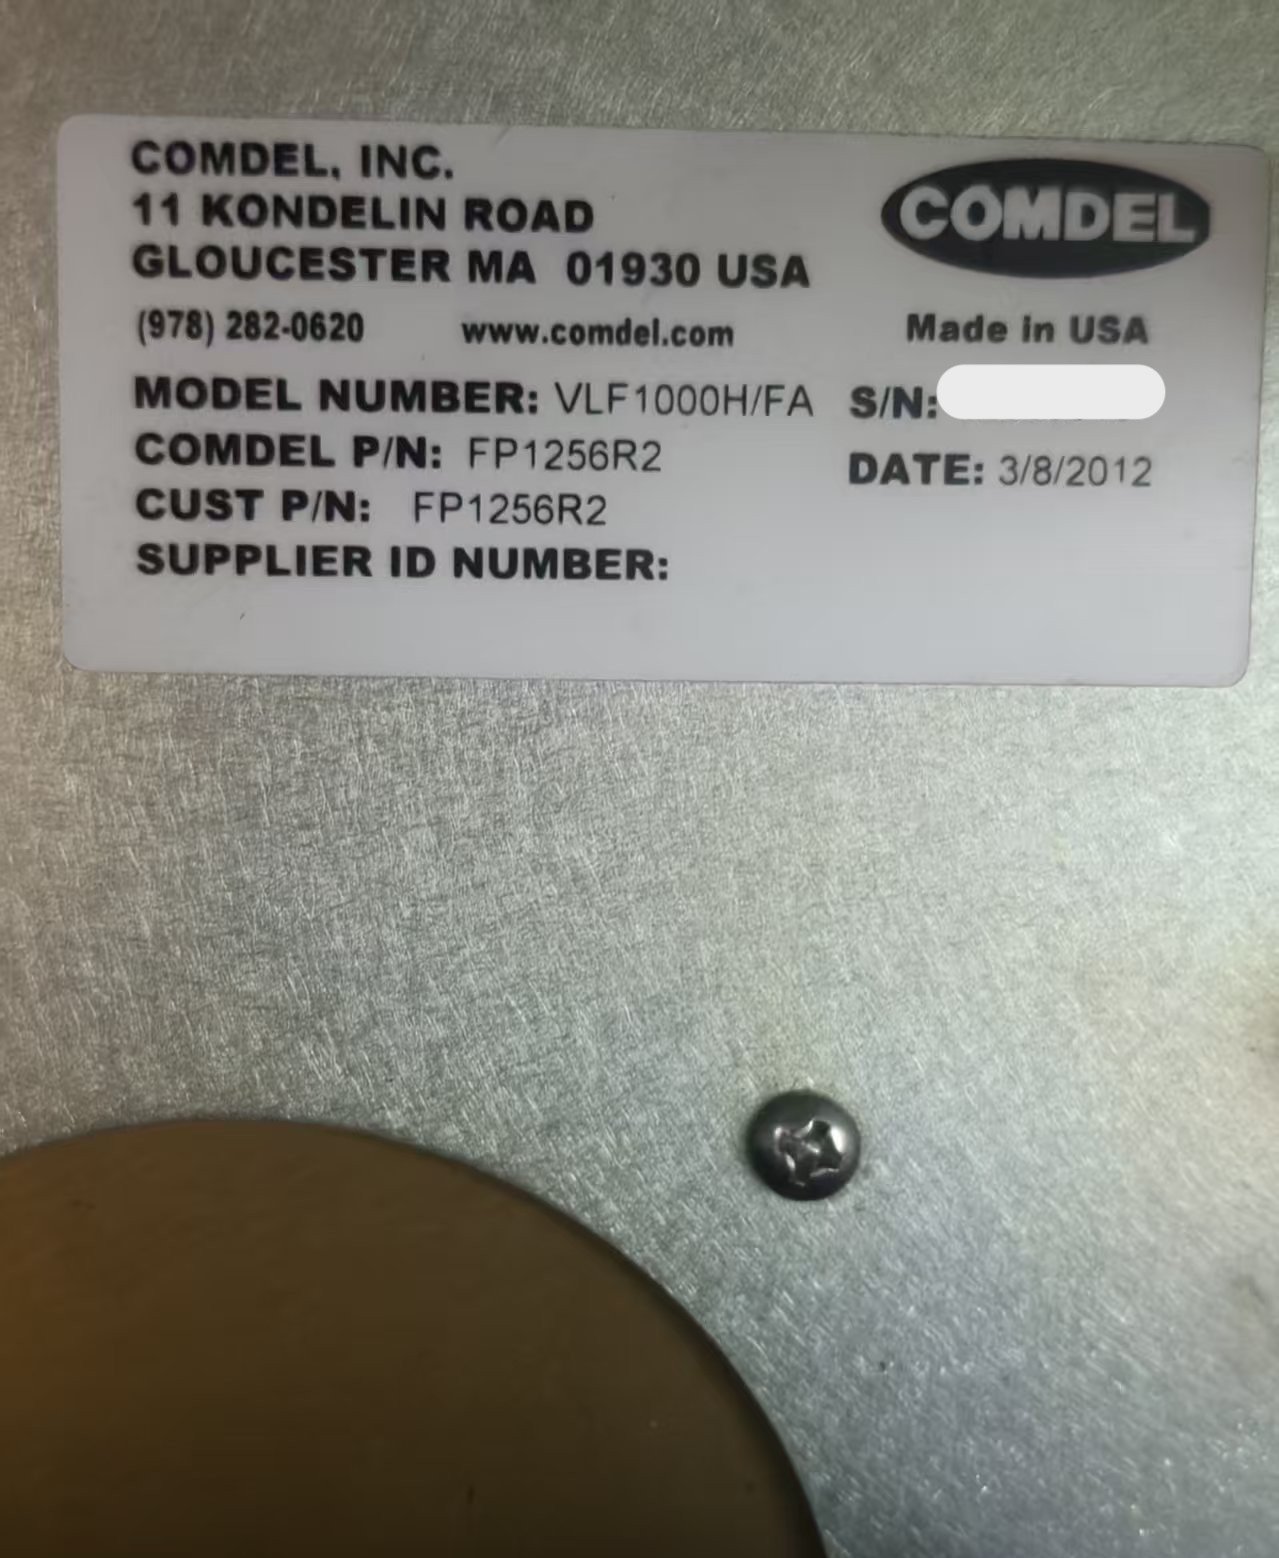 COMDEL, INC.
11 KONDELIN ROAD
GLOUCESTER MA 01930 USA
(978) 282-0620 www.comdel.com
COMDEL
Made in USA
MODEL NUMBER: VLF1000H/FA S/N:
COMDEL P/N: FP1256R2
DATE: 3/8/2012
CUST P/N: FP1256R2
SUPPLIER ID NUMBER: